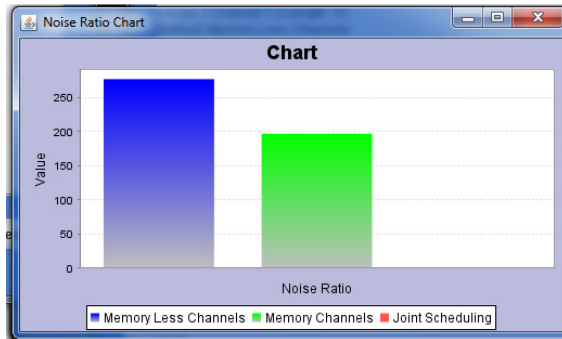 Noise Ratio Chart
Chart
250
200
150
100
50
0
Value
Noise Ratio
Memory Less Channels Memory Channels Joint Scheduling